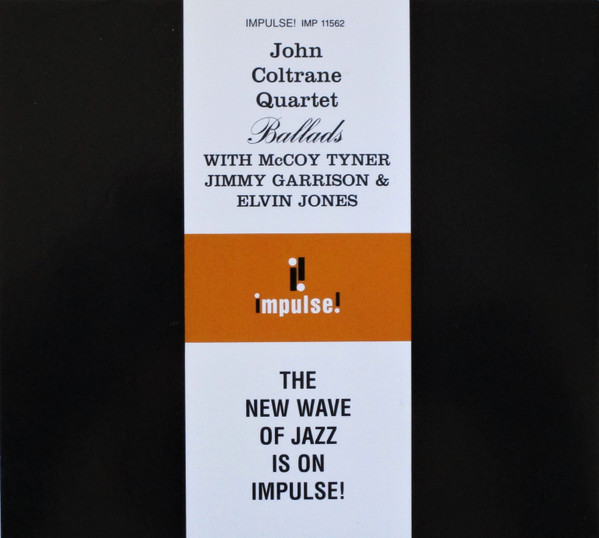 IMPULSE! IMP 11562
John
Coltrane
Quartet
Ballads
WITH McCOY TYNER
JIMMY GARRISON &
ELVIN JONES
i!
impulse!
THE
NEW WAVE
OF JAZZ
IS ON
IMPULSE!